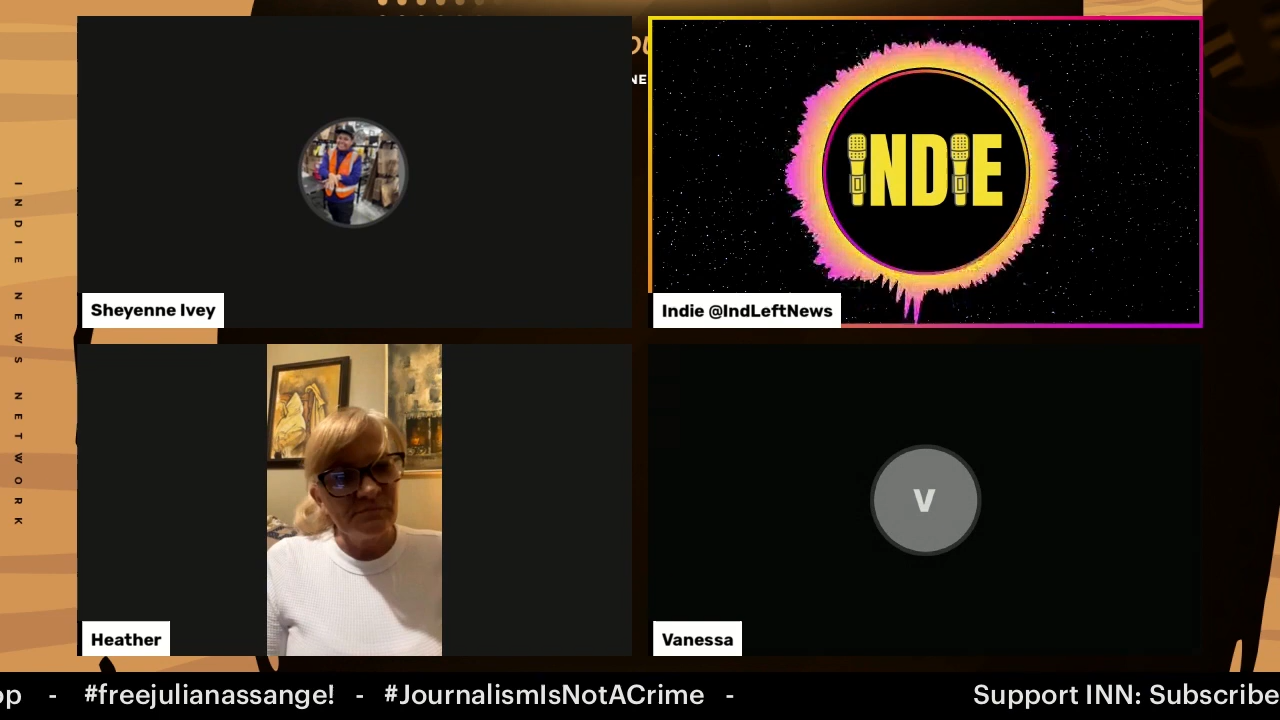 INDIE NEWS NETWORK
Sheyenne Ivey
INDIE
Indie @IndLeftNews
Heather
V
Vanessa
#freejulianassange! - #JournalismIsNotACrime - Support INN: Subscribe